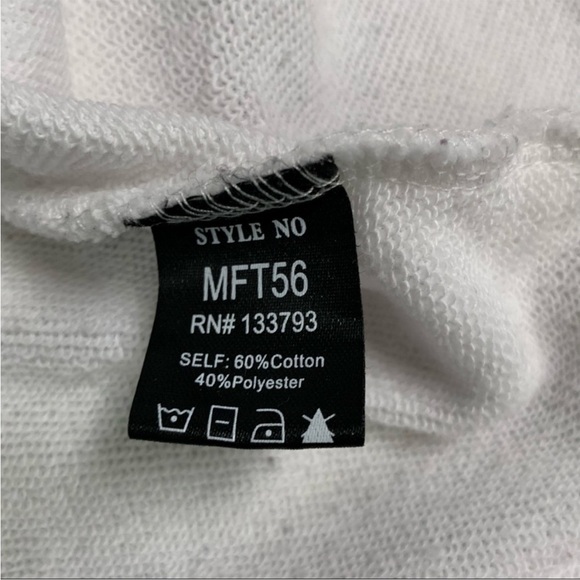 STYLE NO
MFT56
RN# 133793
SELF: 60%Cotton
40%Polyester